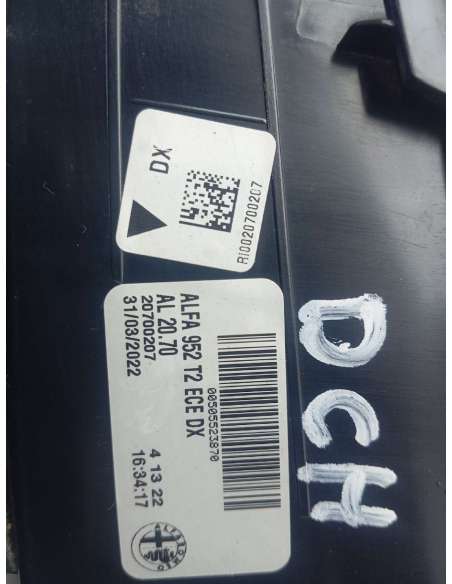 DX
RI0020700207
ALFA 952 T2 ECE DX
AL 20.70
20700207
31/03/2022
4 13 22
16:34:17
00505523870
DCH